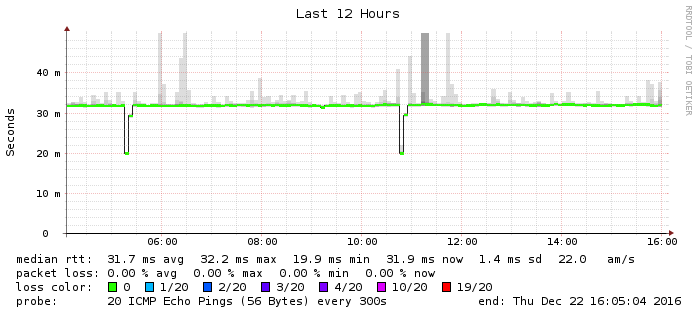 Last 12 Hours
RRDTOOL / TOBI OETIKER
Seconds
40 m
30 m
20 m
10 m
0
06:00 08:00 10:00 12:00 14:00 16:00
median rtt: 31.7 ms avg 32.2 ms max 19.9 ms min 31.9 ms now 1.4 ms sd 22.0 am/s
packet loss: 0.00 % avg 0.00 % max 0.00 % min 0.00 % now
loss color: 0 1/20 2/20 3/20 4/20 10/20 19/20
probe: 20 ICMP Echo Pings (56 Bytes) every 300s end: Thu Dec 22 16:05:04 2016